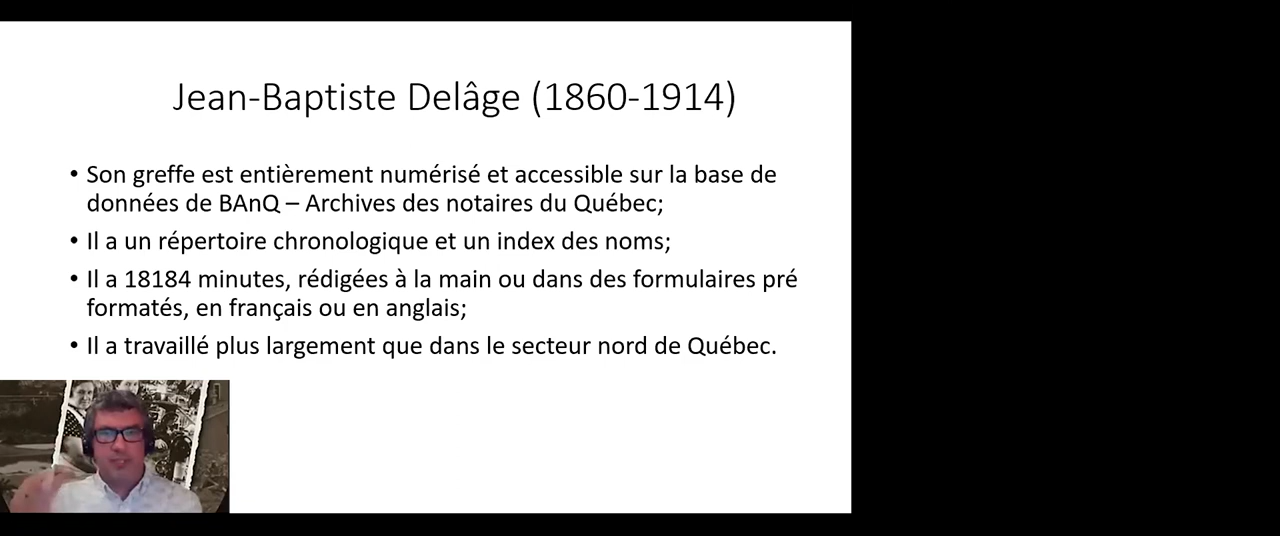 Jean-Baptiste Delâge (1860-1914)
• Son greffe est entièrement numérisé et accessible sur la base de
données de BAnQ – Archives des notaires du Québec;
• Il a un répertoire chronologique et un index des noms;
• Il a 18184 minutes, rédigées à la main ou dans des formulaires pré
formatés, en français ou en anglais;
• Il a travaillé plus largement que dans le secteur nord de Québec.